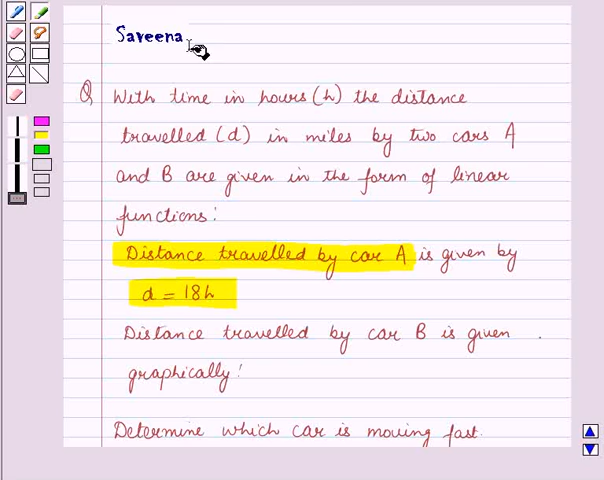 Saveena
Q With time in hours (h) the distance
travelled (d) in miles by two cars A
and B are given in the form of linear
functions:
Distance travelled by car A is given by
d = 18h
Distance travelled by car B is given .
graphically!
Determine which car is moving fast.